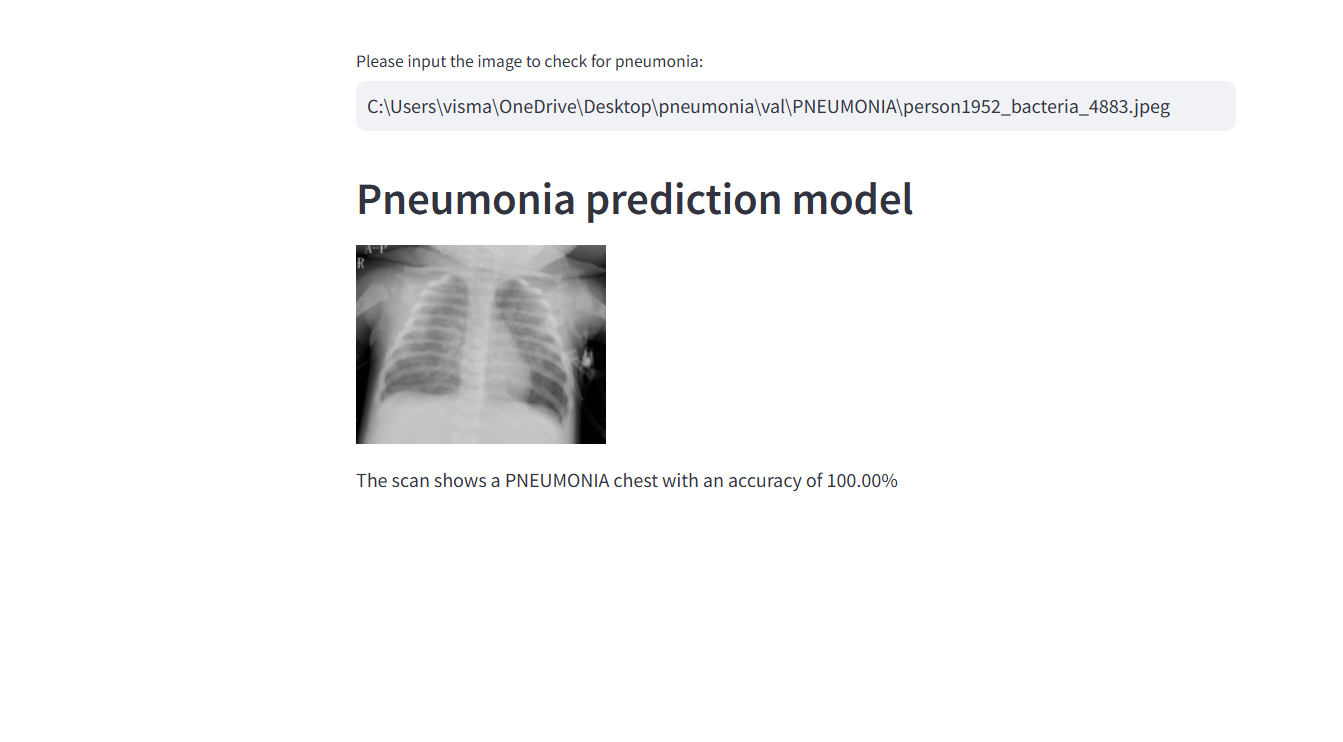 Please input the image to check for pneumonia:
C:\Users\visma\OneDrive\Desktop\pneumonia\val\PNEUMONIA\person1952_bacteria_4883.jpeg
Pneumonia prediction model
A-P
R
The scan shows a PNEUMONIA chest with an accuracy of 100.00%